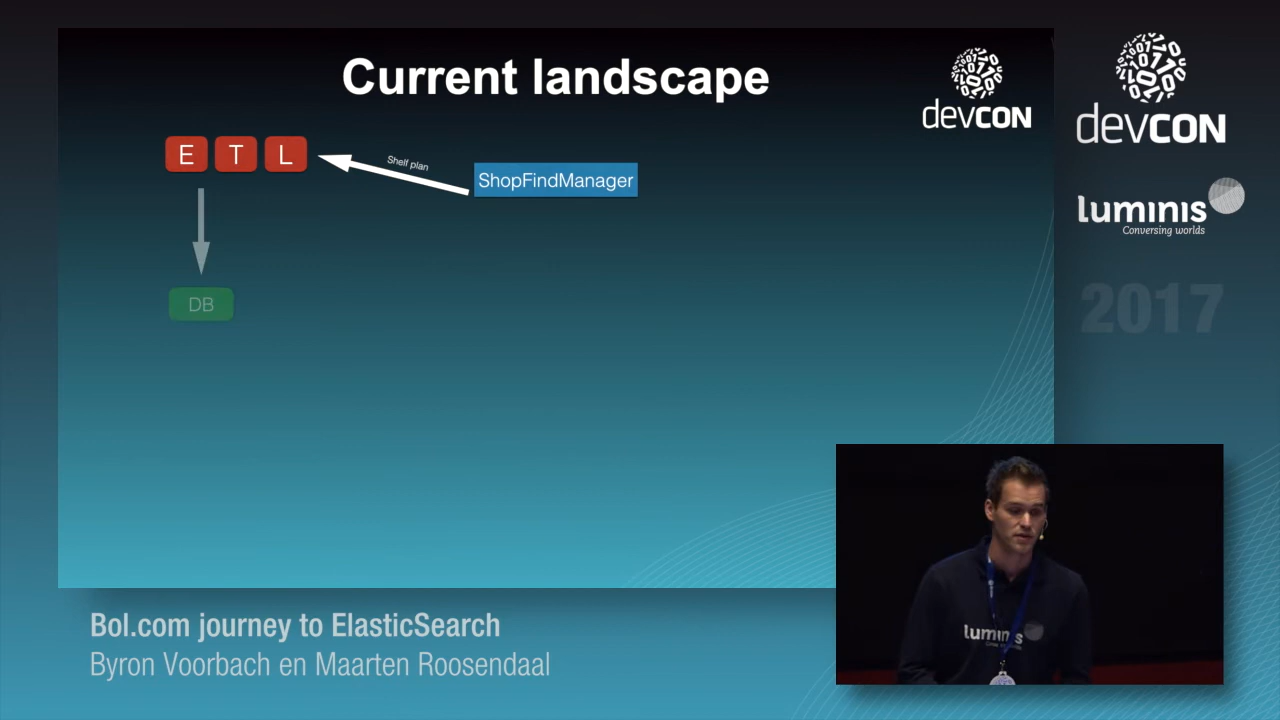 Current landscape
devcon
E T L
Shelf plan
ShopFindManager
DB
devcon
luminis
Conversing worlds
2017
luminis
Bol.com journey to ElasticSearch
Byron Voorbach en Maarten Roosendaal